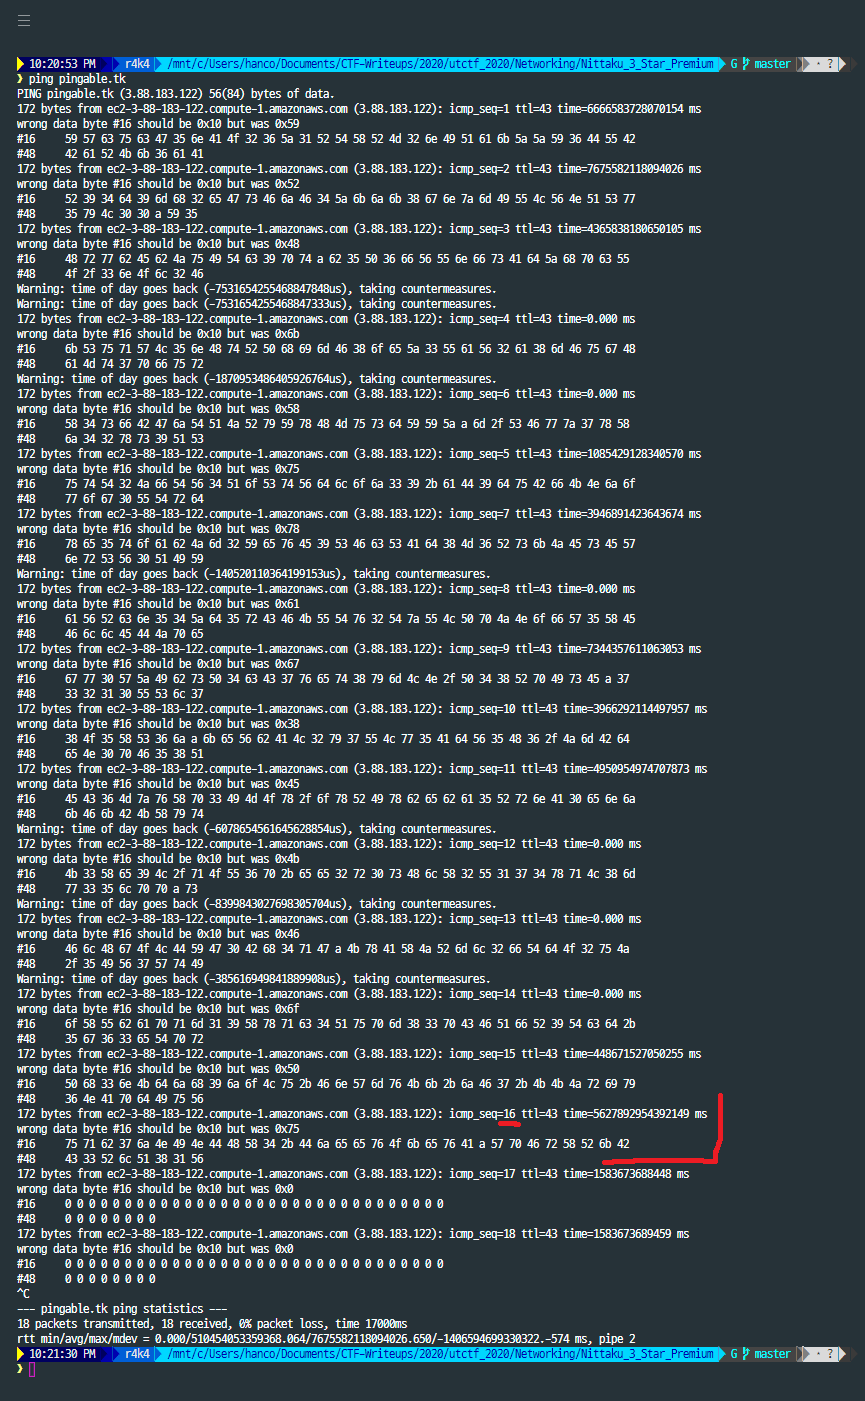 10:20:53 PM r4k4 /mnt/c/Users/hanco/Documents/CTF-Writeups/2020/utctf_2020/Networking/Nittaku_3_Star_Premium G master · ?
❯ ping pingable.tk
PING pingable.tk (3.88.183.122) 56(84) bytes of data.
172 bytes from ec2-3-88-183-122.compute-1.amazonaws.com (3.88.183.122): icmp_seq=1 ttl=43 time=6666583728070154 ms
wrong data byte #16 should be 0x10 but was 0x59
#16 59 57 63 75 63 47 35 6e 41 4f 32 36 5a 31 52 54 58 52 4d 32 6e 49 51 61 6b 5a 5a 59 36 44 55 42
#48 42 61 52 4b 6b 36 61 41
172 bytes from ec2-3-88-183-122.compute-1.amazonaws.com (3.88.183.122): icmp_seq=2 ttl=43 time=7675582118094026 ms
wrong data byte #16 should be 0x10 but was 0x52
#16 52 39 34 64 39 6d 68 32 65 47 73 46 6a 46 34 5a 6b 6a 6b 38 67 6e 7a 6d 49 55 4c 56 4e 51 53 77
#48 35 79 4c 30 30 a 59 35
172 bytes from ec2-3-88-183-122.compute-1.amazonaws.com (3.88.183.122): icmp_seq=3 ttl=43 time=4365838180650105 ms
wrong data byte #16 should be 0x10 but was 0x48
#16 48 72 77 62 45 62 4a 75 49 54 63 39 70 74 a 62 35 50 36 66 56 55 6e 66 73 41 64 5a 68 70 63 55
#48 4f 2f 33 6e 4f 6c 32 46
Warning: time of day goes back (-7531654255468847848us), taking countermeasures.
Warning: time of day goes back (-7531654255468847333us), taking countermeasures.
172 bytes from ec2-3-88-183-122.compute-1.amazonaws.com (3.88.183.122): icmp_seq=4 ttl=43 time=0.000 ms
wrong data byte #16 should be 0x10 but was 0x6b
#16 6b 53 75 71 57 4c 35 6e 48 74 52 50 68 69 6d 46 38 6f 65 5a 33 55 61 56 32 61 38 6d 46 75 67 48
#48 61 4d 74 37 70 66 75 72
Warning: time of day goes back (-1870953486405926764us), taking countermeasures.
172 bytes from ec2-3-88-183-122.compute-1.amazonaws.com (3.88.183.122): icmp_seq=6 ttl=43 time=0.000 ms
wrong data byte #16 should be 0x10 but was 0x58
#16 58 34 73 66 42 47 6a 54 51 4a 52 79 59 78 48 4d 75 73 64 59 59 5a a 6d 2f 53 46 77 7a 37 78 58
#48 6a 34 32 78 73 39 51 53
172 bytes from ec2-3-88-183-122.compute-1.amazonaws.com (3.88.183.122): icmp_seq=5 ttl=43 time=1085429128340570 ms
wrong data byte #16 should be 0x10 but was 0x75
#16 75 74 54 32 4a 66 54 56 34 51 6f 53 74 56 64 6c 6f 6a 33 39 2b 61 44 39 64 75 42 66 4b 4e 6a 6f
#48 77 6f 67 30 55 54 72 64
172 bytes from ec2-3-88-183-122.compute-1.amazonaws.com (3.88.183.122): icmp_seq=7 ttl=43 time=3946891423643674 ms
wrong data byte #16 should be 0x10 but was 0x78
#16 78 65 35 74 6f 61 62 4a 6d 32 59 65 76 45 39 53 46 63 53 41 64 38 4d 36 52 73 6b 4a 45 73 45 57
#48 6e 72 53 56 30 51 49 59
Warning: time of day goes back (-140520110364199153us), taking countermeasures.
172 bytes from ec2-3-88-183-122.compute-1.amazonaws.com (3.88.183.122): icmp_seq=8 ttl=43 time=0.000 ms
wrong data byte #16 should be 0x10 but was 0x61
#16 61 56 52 63 6e 35 34 5a 64 35 72 43 46 4b 55 54 76 32 54 7a 55 4c 50 70 4a 4e 6f 66 57 35 58 45
#48 46 6c 6c 45 44 4a 70 65
172 bytes from ec2-3-88-183-122.compute-1.amazonaws.com (3.88.183.122): icmp_seq=9 ttl=43 time=7344357611063053 ms
wrong data byte #16 should be 0x10 but was 0x67
#16 67 77 30 57 5a 49 62 73 50 34 63 43 37 76 65 74 38 79 6d 4c 4e 2f 50 34 38 52 70 49 73 45 a 37
#48 33 32 31 30 55 53 6c 37
172 bytes from ec2-3-88-183-122.compute-1.amazonaws.com (3.88.183.122): icmp_seq=10 ttl=43 time=3966292114497957 ms
wrong data byte #16 should be 0x10 but was 0x38
#16 38 4f 35 58 53 36 6a a 6b 65 56 62 41 4c 32 79 37 55 4c 77 35 41 64 56 35 48 36 2f 4a 6d 42 64
#48 65 4e 30 70 46 35 38 51
172 bytes from ec2-3-88-183-122.compute-1.amazonaws.com (3.88.183.122): icmp_seq=11 ttl=43 time=4950954974707873 ms
wrong data byte #16 should be 0x10 but was 0x45
#16 45 43 36 4d 7a 76 58 70 33 49 4d 4f 78 2f 6f 78 52 49 78 62 65 62 61 35 52 72 6e 41 30 65 6e 6a
#48 6b 46 6b 42 4b 58 79 74
Warning: time of day goes back (-6078654561645628854us), taking countermeasures.
172 bytes from ec2-3-88-183-122.compute-1.amazonaws.com (3.88.183.122): icmp_seq=12 ttl=43 time=0.000 ms
wrong data byte #16 should be 0x10 but was 0x4b
#16 4b 33 58 65 39 4c 2f 71 4f 55 36 70 2b 65 65 32 72 30 73 48 6c 58 32 55 31 37 34 78 71 4c 38 6d
#48 77 33 35 6c 70 70 a 73
Warning: time of day goes back (-8399843027698305704us), taking countermeasures.
172 bytes from ec2-3-88-183-122.compute-1.amazonaws.com (3.88.183.122): icmp_seq=13 ttl=43 time=0.000 ms
wrong data byte #16 should be 0x10 but was 0x46
#16 46 6c 48 67 4f 4c 44 59 47 30 42 68 34 71 47 a 4b 78 41 58 4a 52 6d 6c 32 66 54 64 4f 32 75 4a
#48 2f 35 49 56 37 57 74 49
Warning: time of day goes back (-385616949841889908us), taking countermeasures.
172 bytes from ec2-3-88-183-122.compute-1.amazonaws.com (3.88.183.122): icmp_seq=14 ttl=43 time=0.000 ms
wrong data byte #16 should be 0x10 but was 0x6f
#16 6f 58 55 62 61 70 71 6d 31 39 58 78 71 63 34 51 75 70 6d 38 33 70 43 46 51 66 52 39 54 63 64 2b
#48 35 67 36 33 65 54 70 72
172 bytes from ec2-3-88-183-122.compute-1.amazonaws.com (3.88.183.122): icmp_seq=15 ttl=43 time=448671527050255 ms
wrong data byte #16 should be 0x10 but was 0x50
#16 50 68 33 6e 4b 64 6a 68 39 6a 6f 4c 75 2b 46 6e 57 6d 76 4b 6b 2b 6a 46 37 2b 4b 4b 4a 72 69 79
#48 36 4e 41 70 64 49 75 56
172 bytes from ec2-3-88-183-122.compute-1.amazonaws.com (3.88.183.122): icmp_seq=16 ttl=43 time=5627892954392149 ms
wrong data byte #16 should be 0x10 but was 0x75
#16 75 71 62 37 6a 4e 49 4e 44 48 58 34 2b 44 6a 65 65 76 4f 6b 65 76 41 a 57 70 46 72 58 52 6b 42
#48 43 33 52 6c 51 38 31 56
172 bytes from ec2-3-88-183-122.compute-1.amazonaws.com (3.88.183.122): icmp_seq=17 ttl=43 time=1583673688448 ms
wrong data byte #16 should be 0x10 but was 0x0
#16 0 0 0 0 0 0 0 0 0 0 0 0 0 0 0 0 0 0 0 0 0 0 0 0 0 0 0 0 0 0 0 0
#48 0 0 0 0 0 0 0 0
172 bytes from ec2-3-88-183-122.compute-1.amazonaws.com (3.88.183.122): icmp_seq=18 ttl=43 time=1583673689459 ms
wrong data byte #16 should be 0x10 but was 0x0
#16 0 0 0 0 0 0 0 0 0 0 0 0 0 0 0 0 0 0 0 0 0 0 0 0 0 0 0 0 0 0 0 0
#48 0 0 0 0 0 0 0 0
^C
--- pingable.tk ping statistics ---
18 packets transmitted, 18 received, 0% packet loss, time 17000ms
rtt min/avg/max/mdev = 0.000/510454053359368.064/7675582118094026.650/-1406594699330322.-574 ms, pipe 2
10:21:30 PM r4k4 /mnt/c/Users/hanco/Documents/CTF-Writeups/2020/utctf_2020/Networking/Nittaku_3_Star_Premium G master · ?
❯